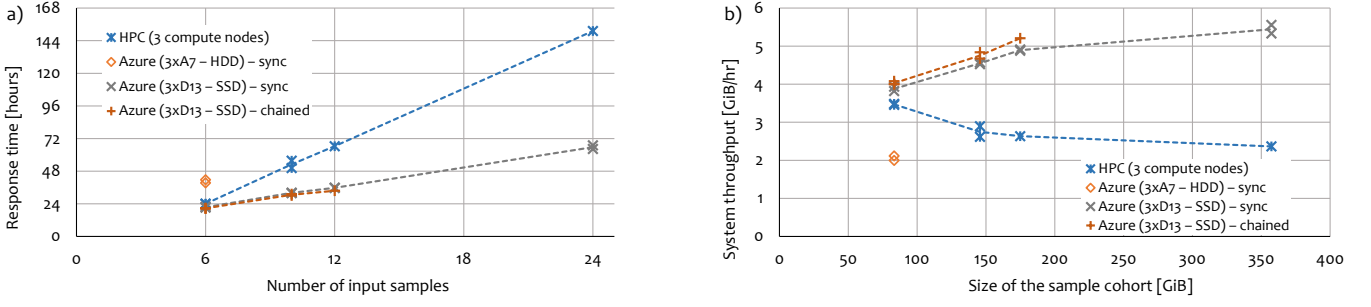 a)
Response time [hours]
168
144
120
96
72
48
24
0
HPC (3 compute nodes)
Azure (3xA7 – HDD) – sync
Azure (3xD13 – SSD) – sync
Azure (3xD13 – SSD) – chained
0 6 12 18 24
Number of input samples
b)
System throughput [GiB/hr]
6
5
4
3
2
1
0
HPC (3 compute nodes)
Azure (3xA7 – HDD) – sync
Azure (3xD13 – SSD) – sync
Azure (3xD13 – SSD) – chained
0 50 100 150 200 250 300 350 400
Size of the sample cohort [GiB]